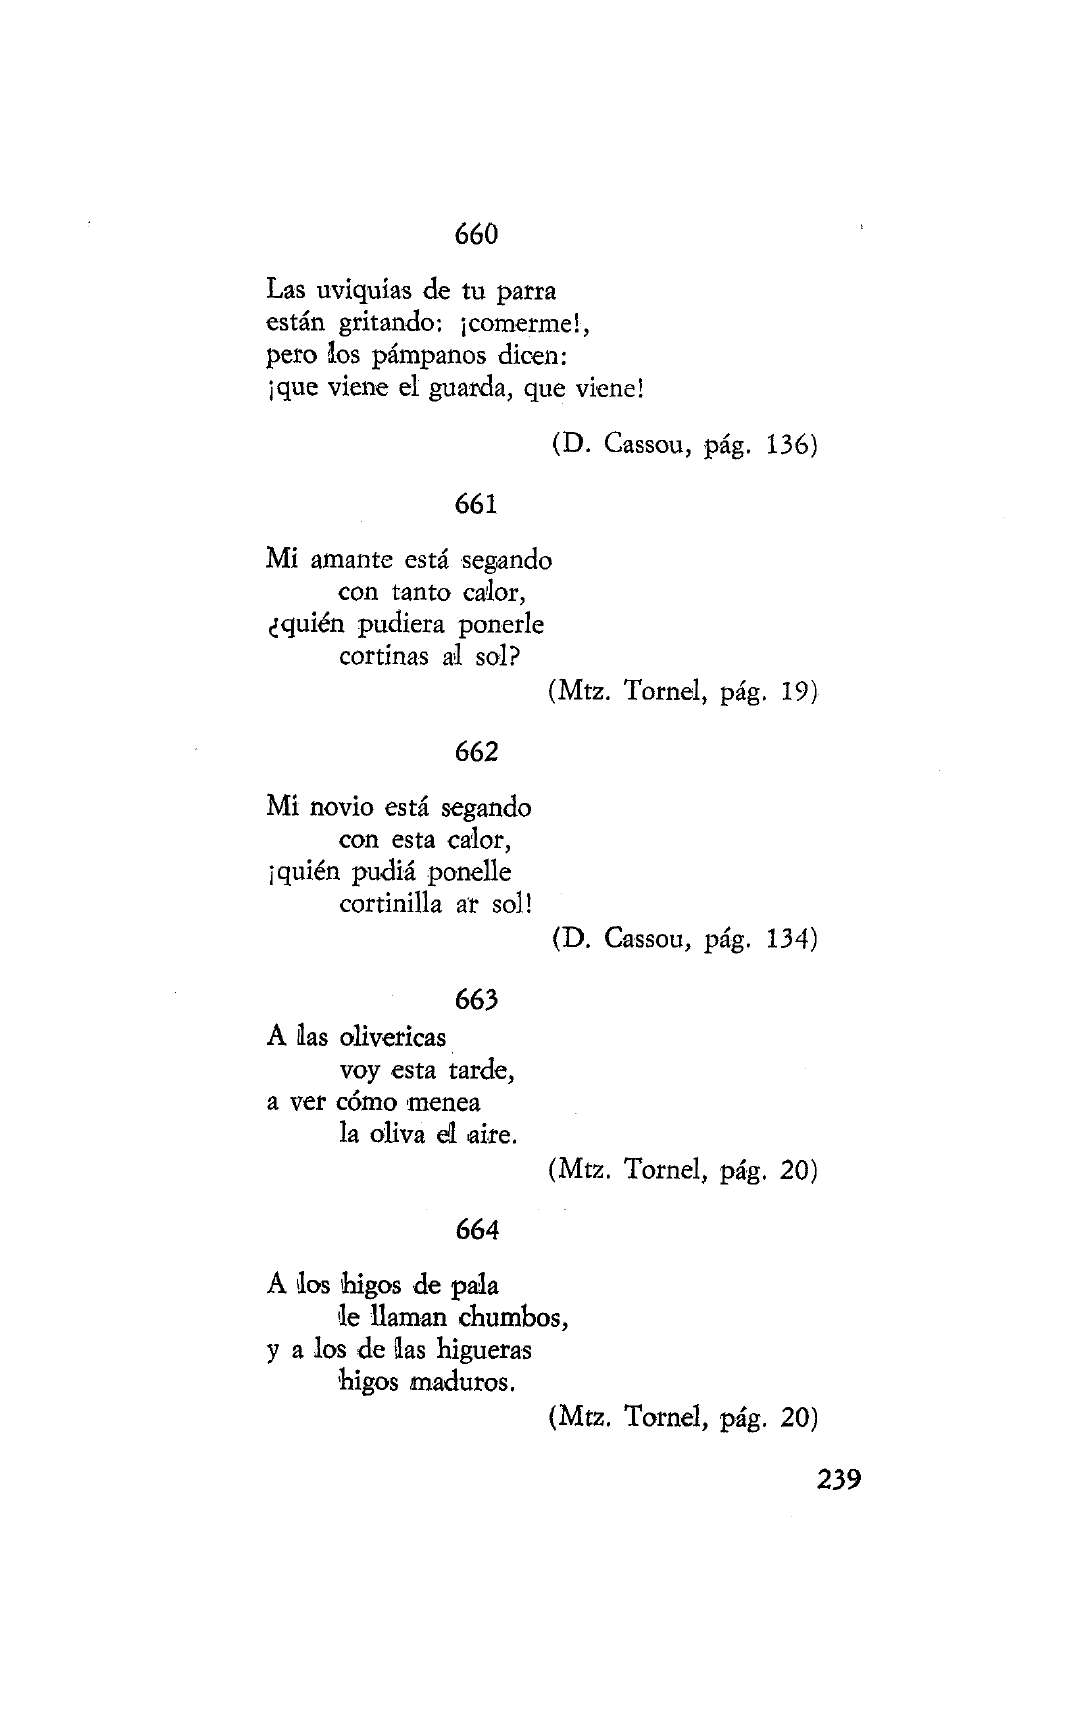 660
Las uviquías de tu parra
están gritando: ¡comerme!,
pero los pámpanos dicen:
¡que viene el guarda, que viene!
(D. Cassou, pág. 136)
661
Mi amante está segando
con tanto calor,
¿quién pudiera ponerle
cortinas al sol?
(Mtz. Tornel, pág. 19)
662
Mi novio está segando
con esta calor,
¡quién pudiá ponelle
cortinilla ar sol!
(D. Cassou, pág. 134)
663
A las olivericas
voy esta tarde,
a ver cómo menea
la oliva el aire.
(Mtz. Tornel, pág. 20)
664
A los higos de pala
le llaman chumbos,
y a los de las higueras
higos maduros.
(Mtz. Tornel, pág. 20)
239